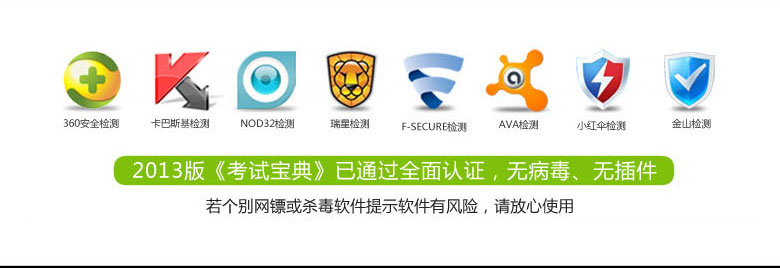 360安全检测 卡巴斯基检测 NOD32检测 瑞星检测 F-SECURE检测 AVA检测 小红伞检测 金山检测
2013版《考试宝典》已通过全面认证，无病毒、无插件
若个别网镖或杀毒软件提示软件有风险，请放心使用